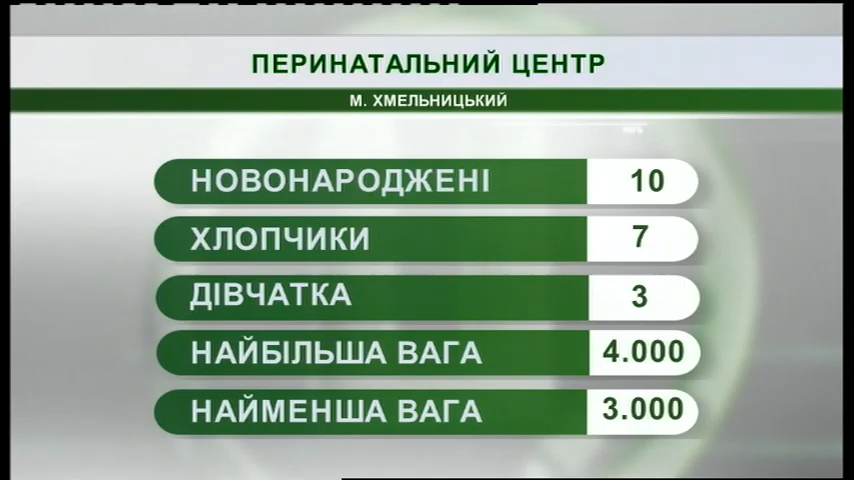 ПЕРИНАТАЛЬНИЙ ЦЕНТР
М. ХМЕЛЬНИЦЬКИЙ
НОВОНАРОДЖЕНІ 10
ХЛОПЧИКИ 7
ДІВЧАТКА 3
НАЙБІЛЬША ВАГА 4.000
НАЙМЕНША ВАГА 3.000